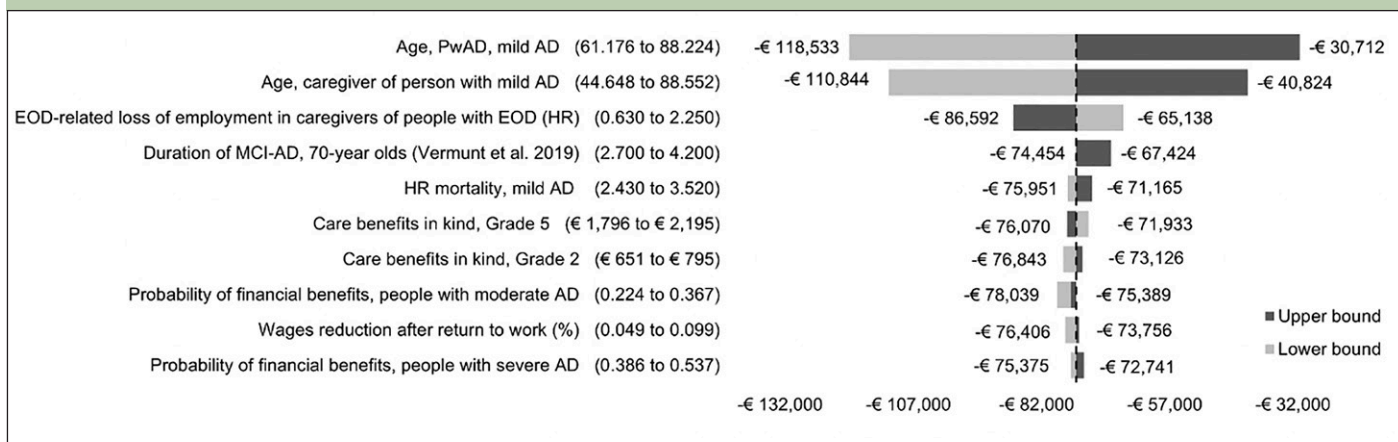 Age, PwAD, mild AD (61.176 to 88.224) -€ 118,533 -€ 30,712
Age, caregiver of person with mild AD (44.648 to 88.552) -€ 110,844 -€ 40,824
EOD-related loss of employment in caregivers of people with EOD (HR) (0.630 to 2.250) -€ 86,592 -€ 65,138
Duration of MCI-AD, 70-year olds (Vermunt et al. 2019) (2.700 to 4.200) -€ 74,454 -€ 67,424
HR mortality, mild AD (2.430 to 3.520) -€ 75,951 -€ 71,165
Care benefits in kind, Grade 5 (€ 1,796 to € 2,195) -€ 76,070 -€ 71,933
Care benefits in kind, Grade 2 (€ 651 to € 795) -€ 76,843 -€ 73,126
Probability of financial benefits, people with moderate AD (0.224 to 0.367) -€ 78,039 -€ 75,389
Upper bound
Wages reduction after return to work (%) (0.049 to 0.099) -€ 76,406 -€ 73,756
Lower bound
Probability of financial benefits, people with severe AD (0.386 to 0.537) -€ 75,375 -€ 72,741
-€ 132,000 -€ 107,000 -€ 82,000 -€ 57,000 -€ 32,000